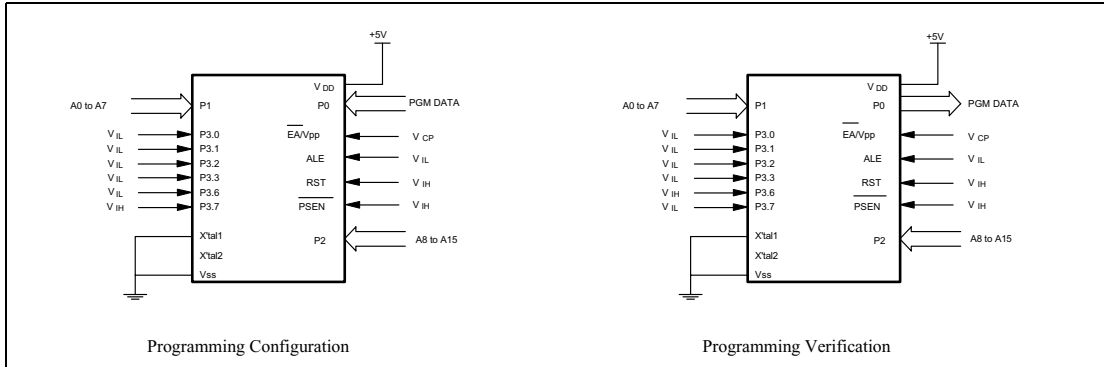 +5V
V DD
A0 to A7
P1
P0
PGM DATA
V IL
P3.0
EA/Vpp
V CP
V IL
P3.1
V IL
P3.2
ALE
V IL
V IL
P3.3
RST
V IH
V IL
P3.6
V IH
P3.7
PSEN
V IH
X'tal1
P2
A8 to A15
X'tal2
Vss
Programming Configuration
+5V
V DD
A0 to A7
P1
P0
PGM DATA
V IL
P3.0
EA/Vpp
V CP
V IL
P3.1
V IL
P3.2
ALE
V IL
V IL
P3.3
RST
V IH
V IH
P3.6
V IL
P3.7
PSEN
V IH
X'tal1
P2
A8 to A15
X'tal2
Vss
Programming Verification